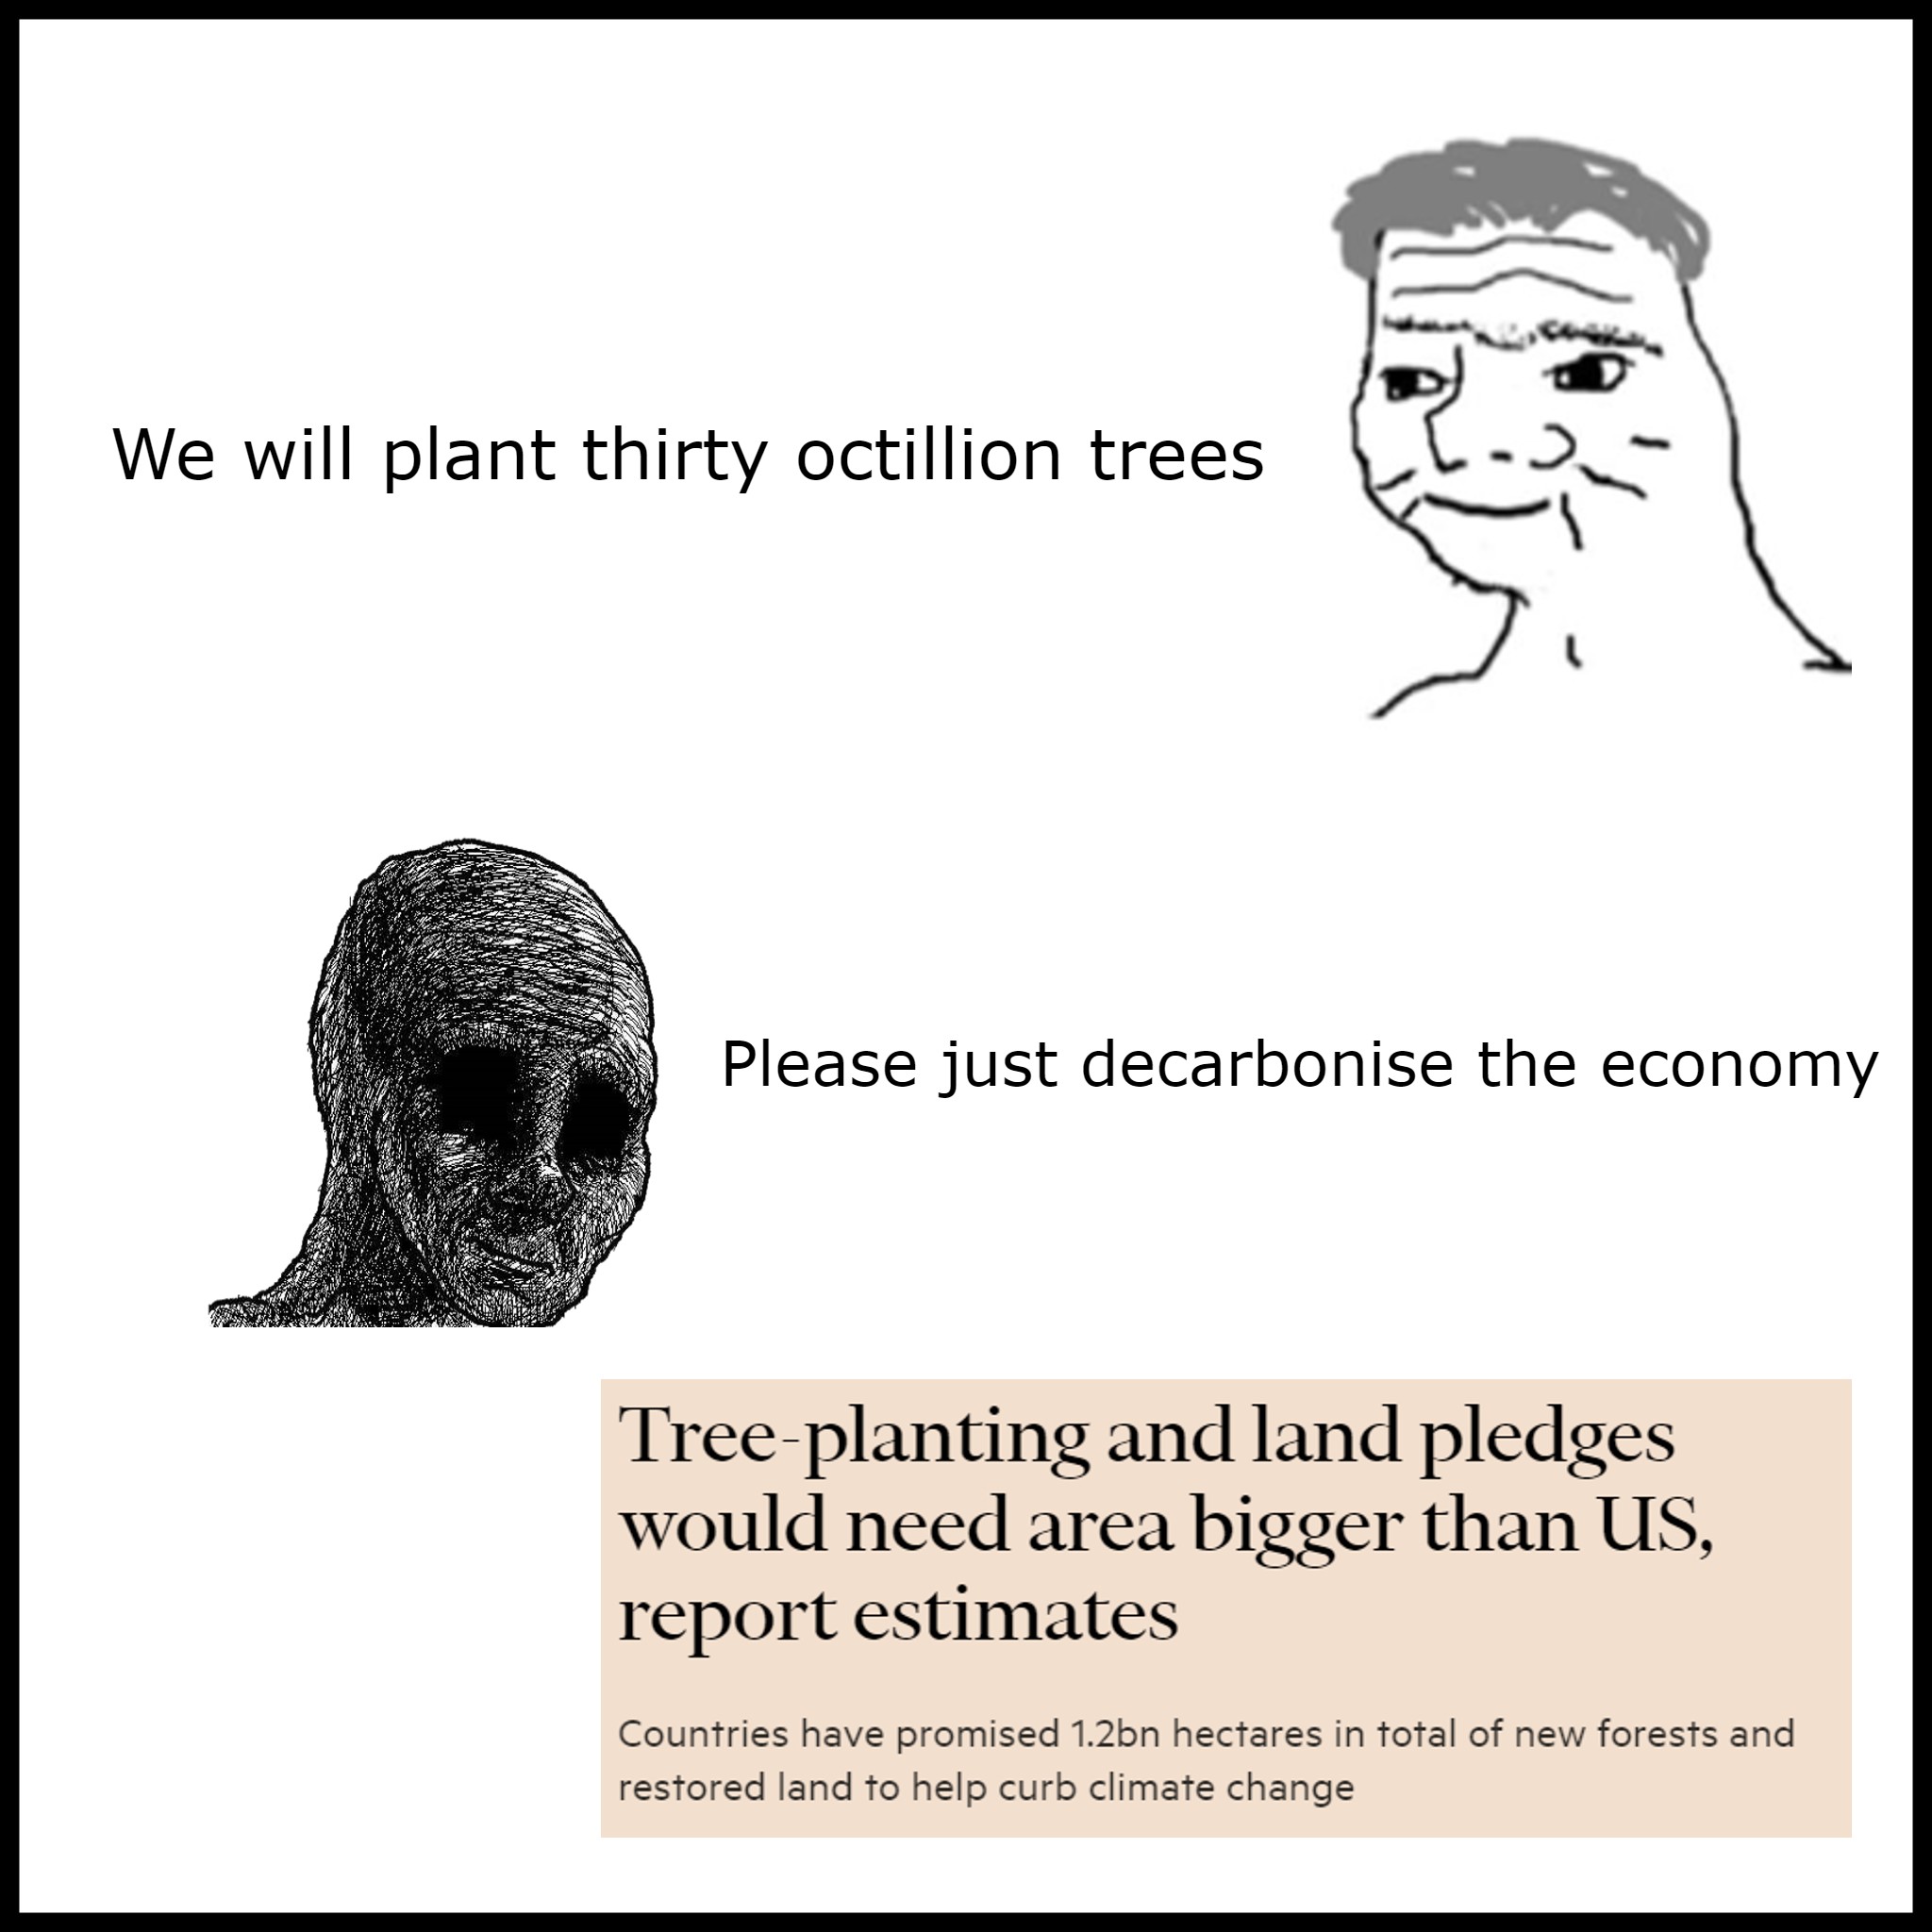 We will plant thirty octillion trees
Please just decarbonise the economy
Tree-planting and land pledges
would need area bigger than US,
report estimates
Countries have promised 1.2bn hectares in total of new forests and
restored land to help curb climate change